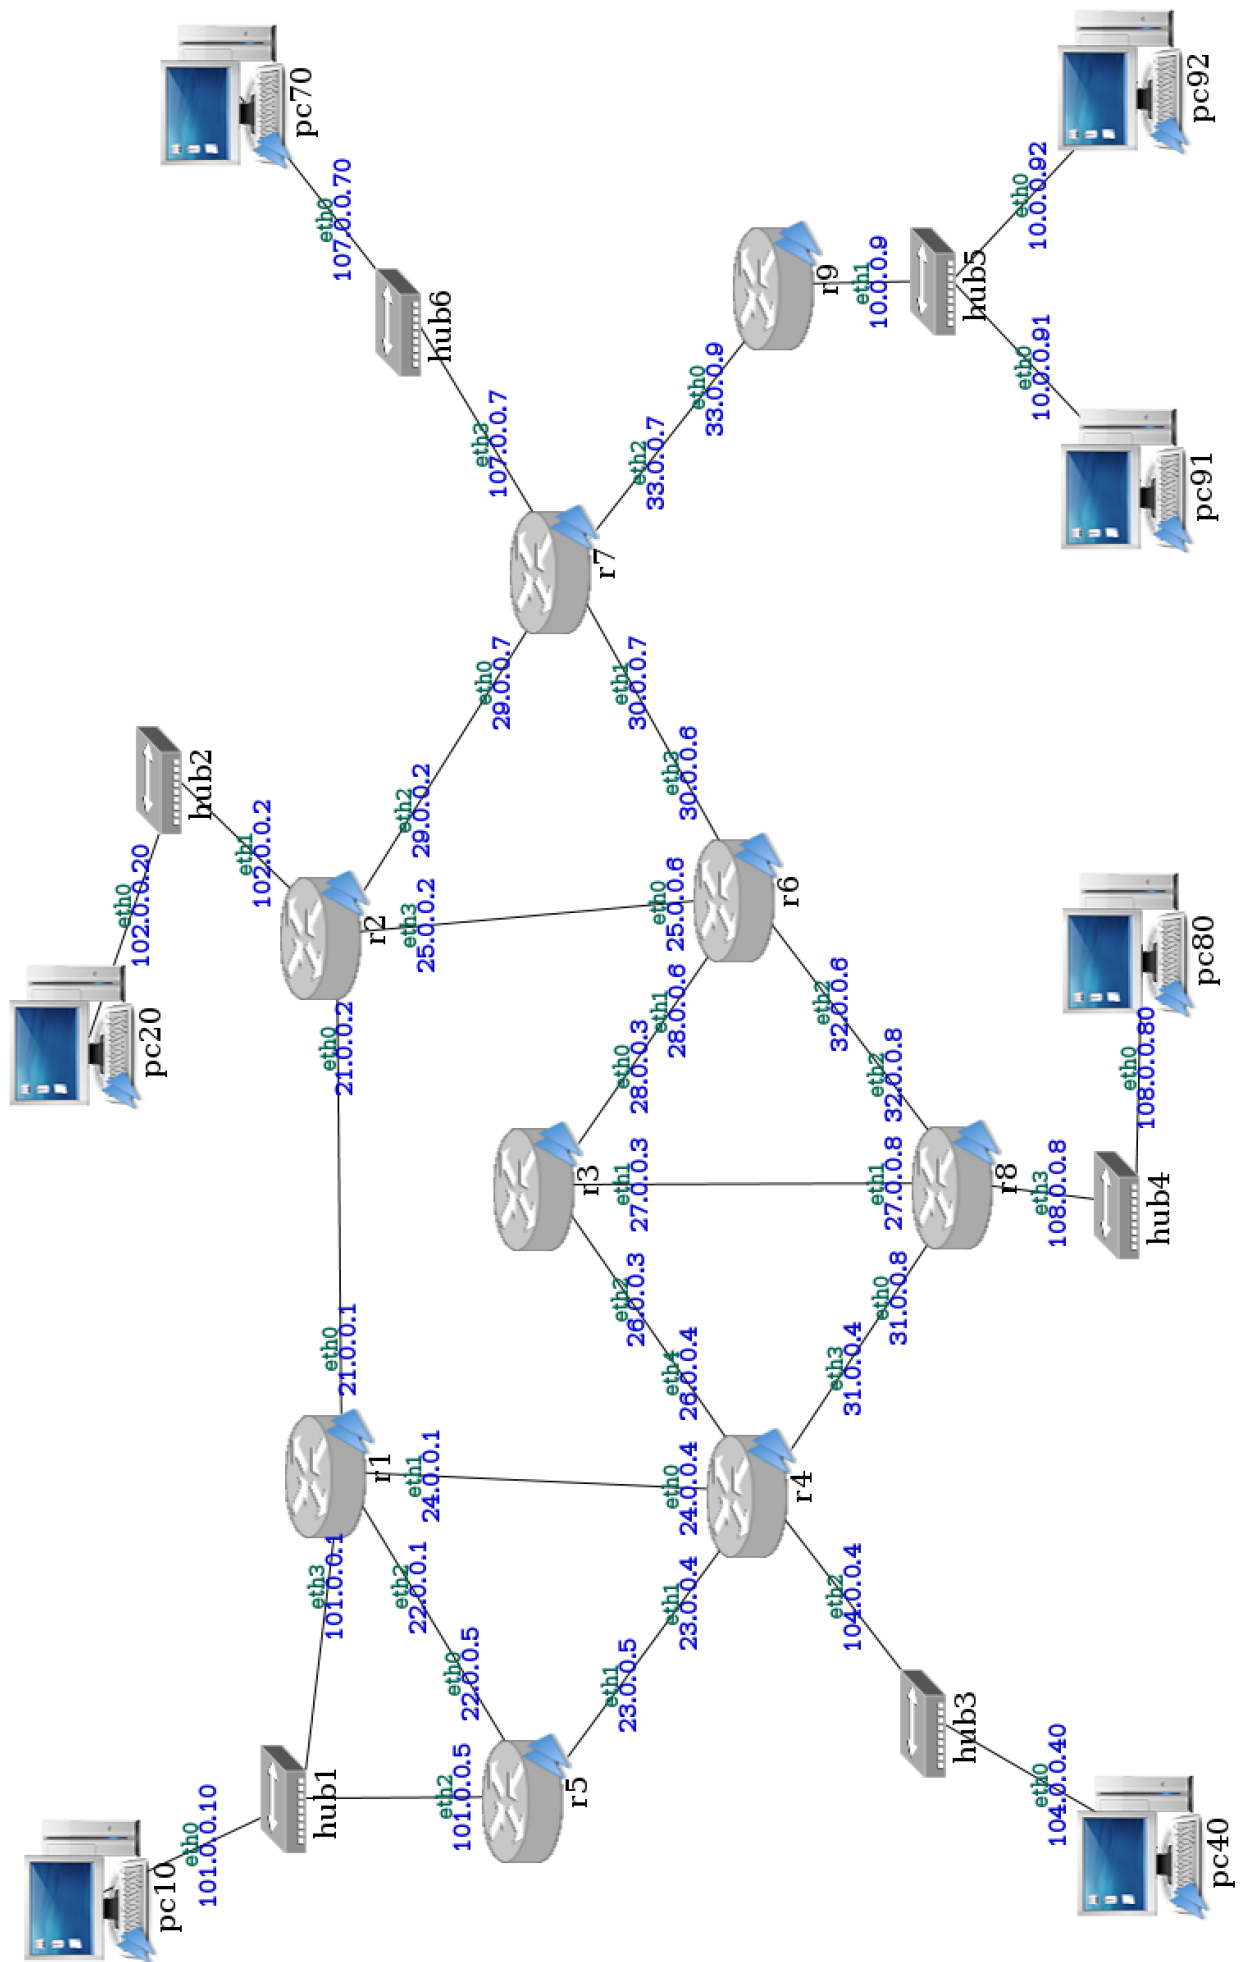 pc70
eth0
107.0.0.70
hub6
eth3
107.0.0.7
pc92
eth0
10.0.0.92
r9
eth1
10.0.0.9
hub5
eth0
33.0.0.9
eth2
33.0.0.7
eth0
10.0.0.91
pc91
r7
eth0
29.0.0.7
eth1
30.0.0.7
hub2
eth1
102.0.0.2
eth0
102.0.0.20
pc20
eth2
29.0.0.2
eth3
30.0.0.6
r2
eth3
25.0.0.2
eth0
25.0.0.6
r6
eth0
21.0.0.2
eth1
28.0.0.6
eth0
28.0.0.3
eth2
32.0.0.6
eth2
32.0.0.8
pc80
eth0
108.0.0.80
r3
eth1
27.0.0.3
eth1
27.0.0.8
r8
eth3
108.0.0.8
hub4
eth2
26.0.0.3
eth4
26.0.0.4
eth0
31.0.0.8
eth3
31.0.0.4
eth0
21.0.0.1
r1
eth1
24.0.0.1
eth0
24.0.0.4
r4
eth3
101.0.0.1
eth2
22.0.0.1
eth0
22.0.0.5
eth1
23.0.0.4
eth1
23.0.0.5
eth2
104.0.0.4
hub3
eth0
104.0.0.40
pc40
hub1
eth2
101.0.0.5
r5
eth0
101.0.0.10
pc10